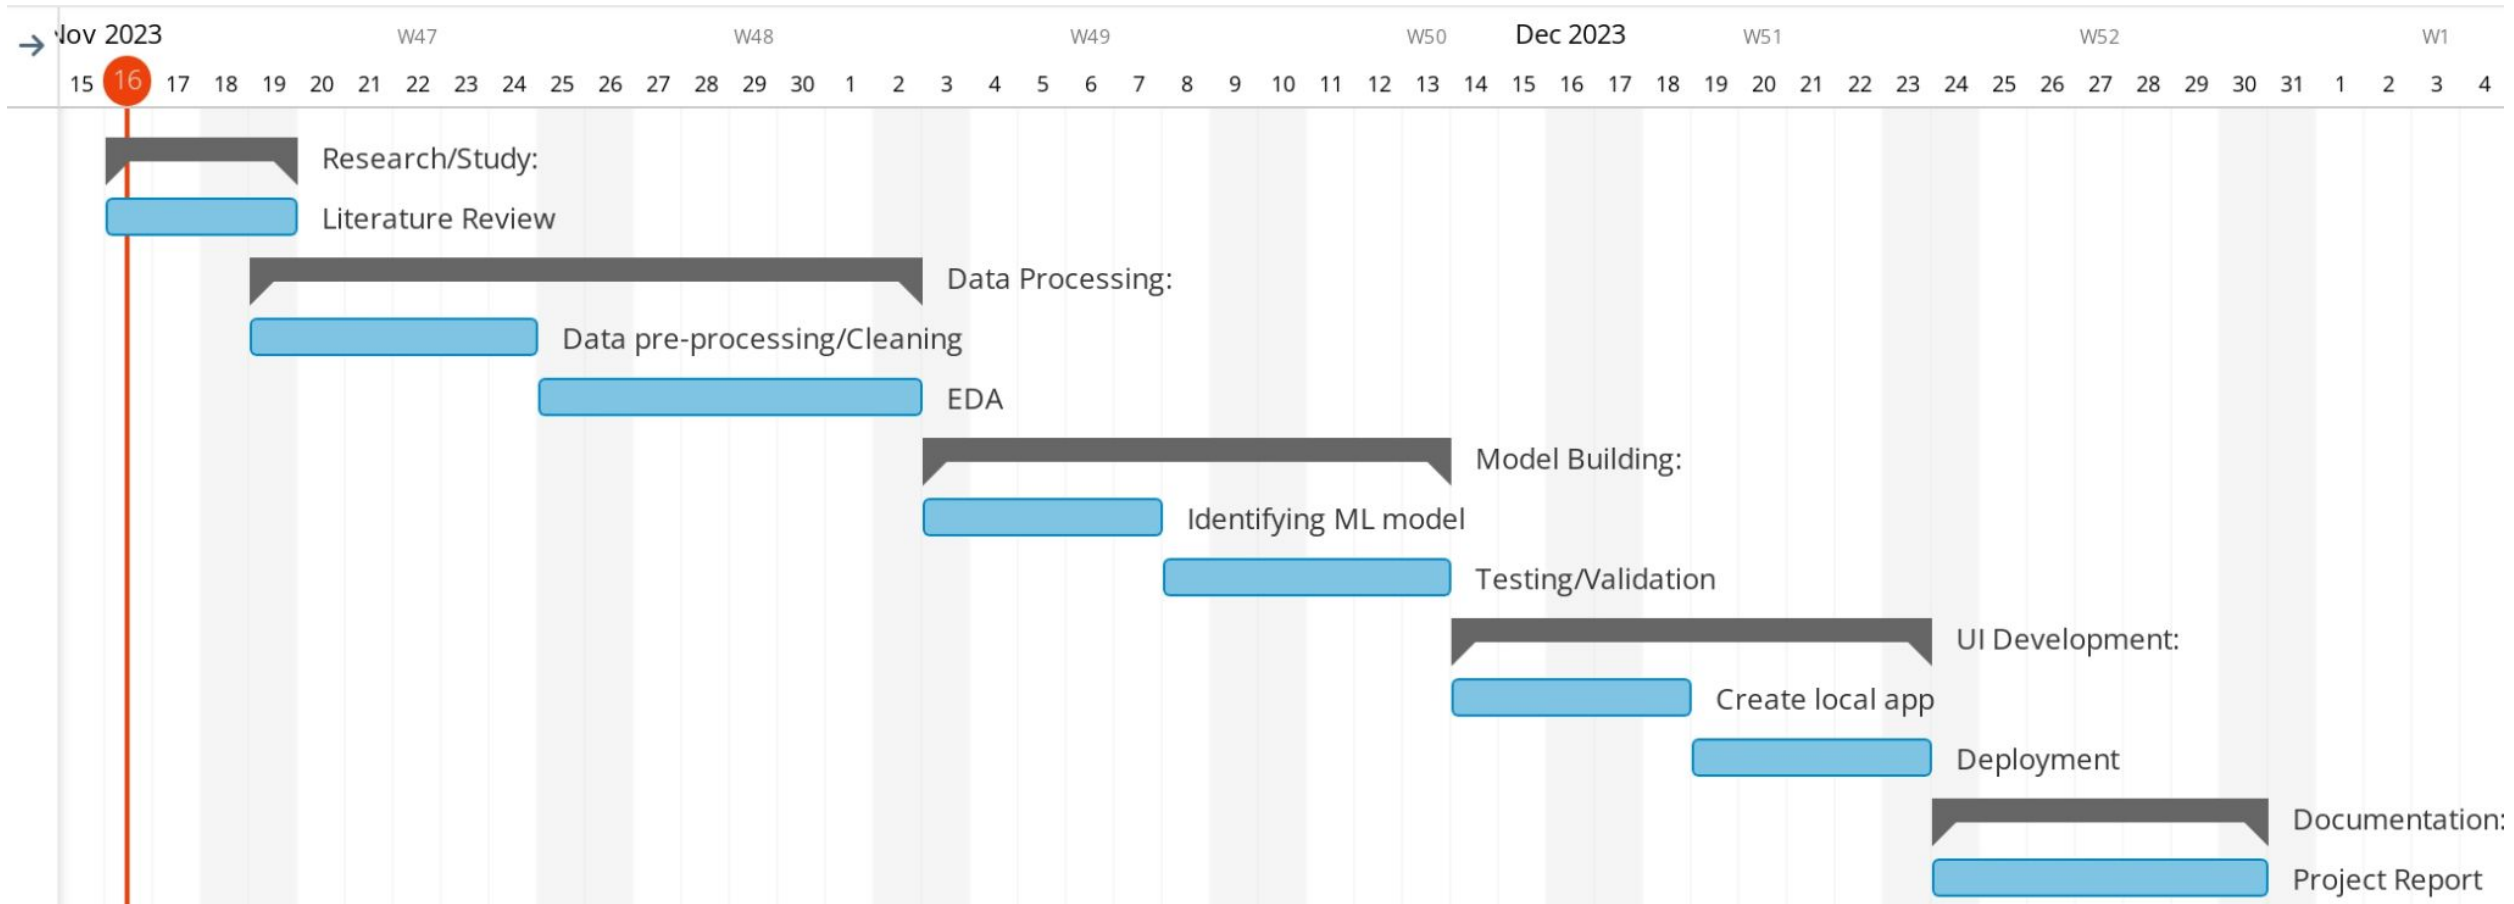 Nov 2023 W47 W48 W49 W50 Dec 2023 W51 W52 W1
15 16 17 18 19 20 21 22 23 24 25 26 27 28 29 30 1 2 3 4 5 6 7 8 9 10 11 12 13 14 15 16 17 18 19 20 21 22 23 24 25 26 27 28 29 30 31 1 2 3 4
Research/Study:
Literature Review
Data Processing:
Data pre-processing/Cleaning
EDA
Model Building:
Identifying ML model
Testing/Validation
UI Development:
Create local app
Deployment
Documentation:
Project Report